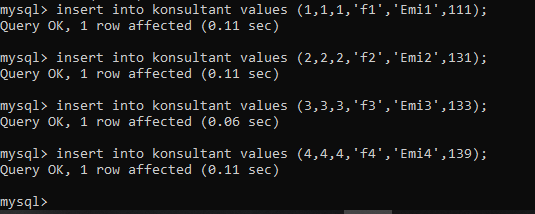 mysql> insert into konsultant values (1,1,1,'f1','Emi1',111);
Query OK, 1 row affected (0.11 sec)
mysql> insert into konsultant values (2,2,2,'f2','Emi2',131);
Query OK, 1 row affected (0.11 sec)
mysql> insert into konsultant values (3,3,3,'f3','Emi3',133);
Query OK, 1 row affected (0.06 sec)
mysql> insert into konsultant values (4,4,4,'f4','Emi4',139);
Query OK, 1 row affected (0.11 sec)
mysql>